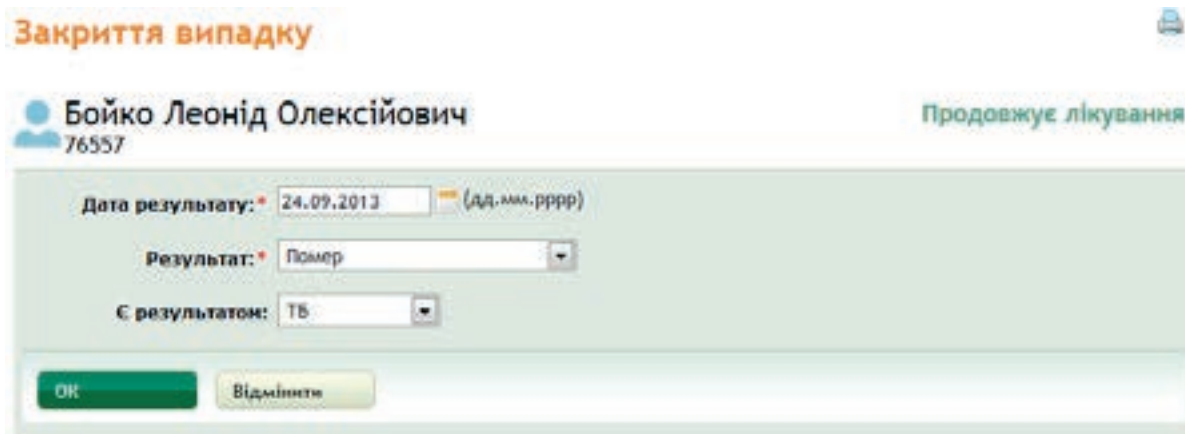 Закриття випадку
Бойко Леонід Олексійович
Продовжує лікування
76557
Дата результату:* 24.09.2013 (дд.мм.рррр)
Результат:* Помер
Є результатом: ТБ
ОК Відмінити